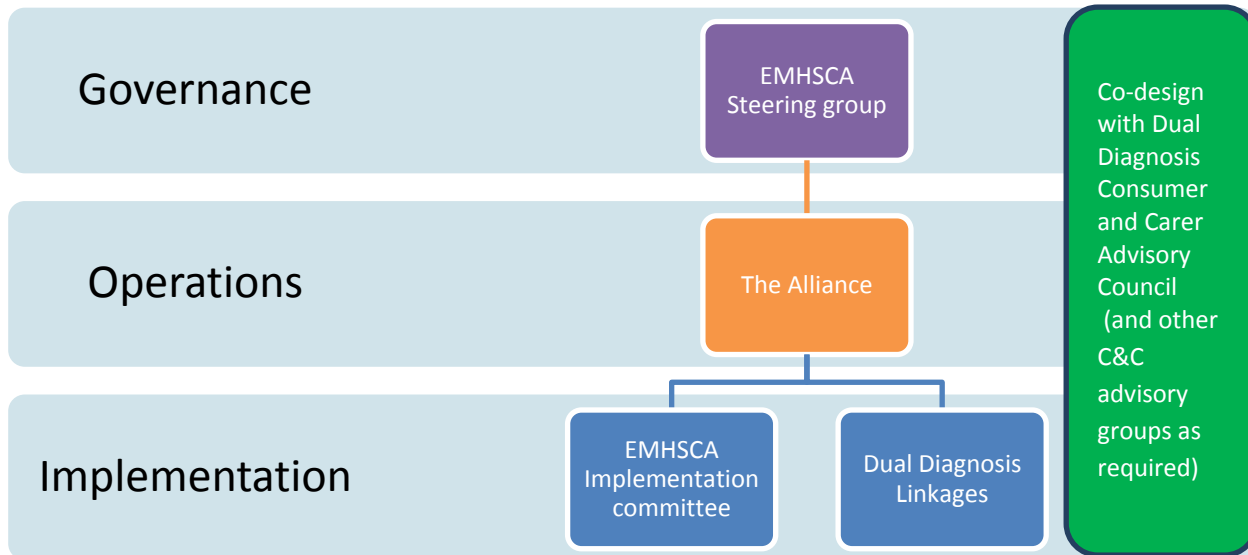 Governance
EMHSCA
Steering group
Operations
The Alliance
Implementation
EMHSCA
Implementation
committee
Dual Diagnosis
Linkages
Co-design
with Dual
Diagnosis
Consumer
and Carer
Advisory
Council
(and other
C&C
advisory
groups as
required)